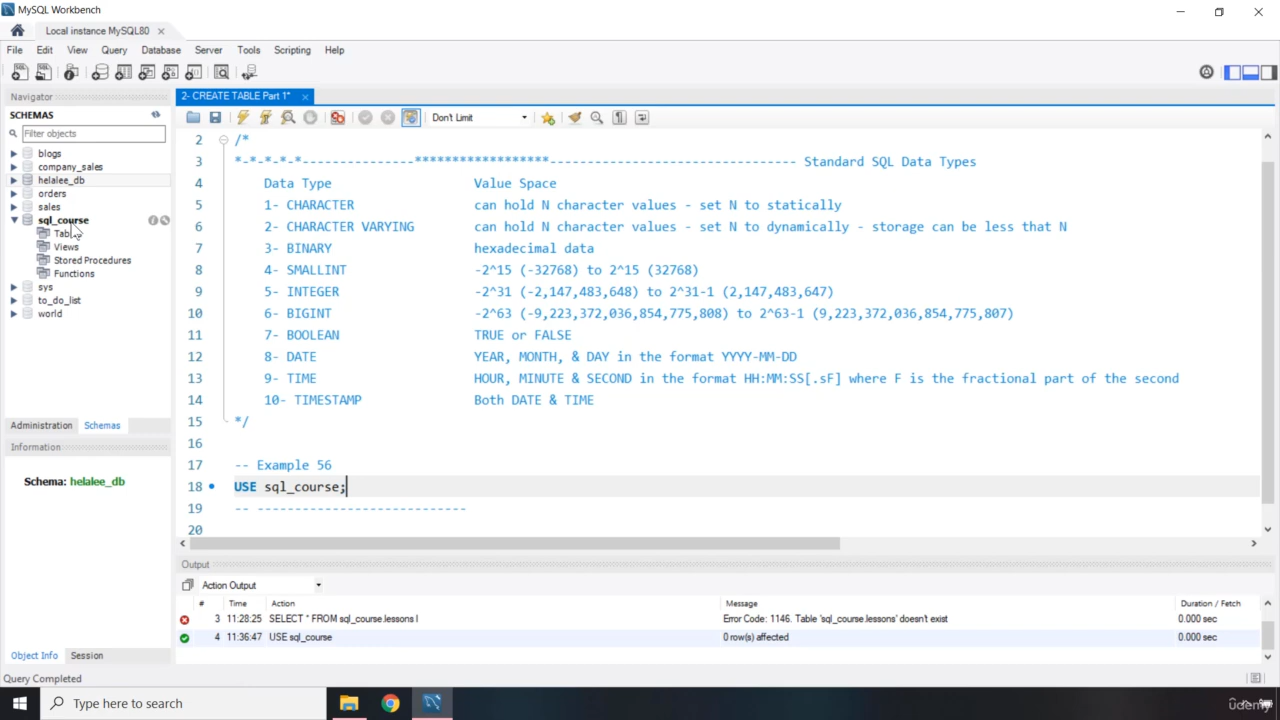 MySQL Workbench
Local instance MySQL80
File Edit View Query Database Server Tools Scripting Help
Navigator
SCHEMAS
Filter objects
blogs
company_sales
helalee_db
orders
sales
sql_course
Tab
Views
Stored Procedures
Functions
sys
to_do_list
world
Administration Schemas
Information
Schema: helalee_db
Object Info Session
Query Completed
2- CREATE TABLE Part 1*
Don't Limit
2 /*
3 *-*-*-*-*---------------******************--------------------------------- Standard SQL Data Types
4 Data Type Value Space
5 1- CHARACTER can hold N character values - set N to statically
6 2- CHARACTER VARYING can hold N character values - set N to dynamically - storage can be less that N
7 3- BINARY hexadecimal data
8 4- SMALLINT -2^15 (-32768) to 2^15 (32768)
9 5- INTEGER -2^31 (-2,147,483,648) to 2^31-1 (2,147,483,647)
10 6- BIGINT -2^63 (-9,223,372,036,854,775,808) to 2^63-1 (9,223,372,036,854,775,807)
11 7- BOOLEAN TRUE or FALSE
12 8- DATE YEAR, MONTH, & DAY in the format YYYY-MM-DD
13 9- TIME HOUR, MINUTE & SECOND in the format HH:MM:SS[.sF] where F is the fractional part of the second
14 10- TIMESTAMP Both DATE & TIME
15 */
16
17 -- Example 56
18 USE sql_course;
19 -- ----------------------------
20
Output
Action Output
# Time Action Message Duration / Fetch
3 11:28:25 SELECT * FROM sql_course.lessons l Error Code: 1146. Table 'sql_course.lessons' doesn't exist 0.000 sec
4 11:36:47 USE sql_course 0 row(s) affected 0.000 sec
Type here to search
udemy